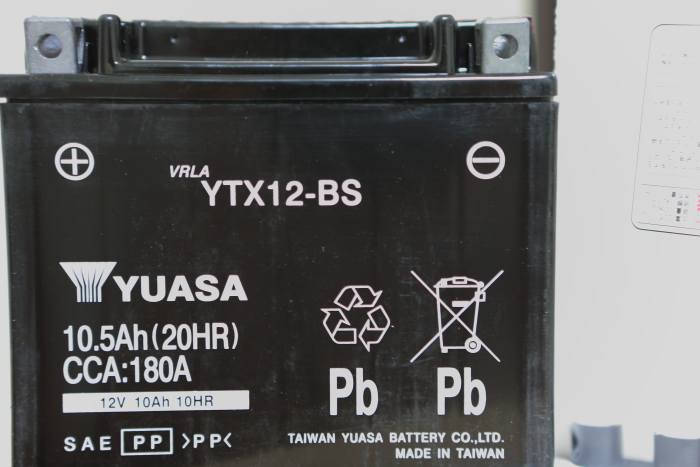 VRLA
YTX12-BS
YUASA
10.5Ah(20HR)
CCA:180A
12V 10Ah 10HR
SAE PP >PP<
Pb Pb
TAIWAN YUASA BATTERY CO.,LTD.
MADE IN TAIWAN